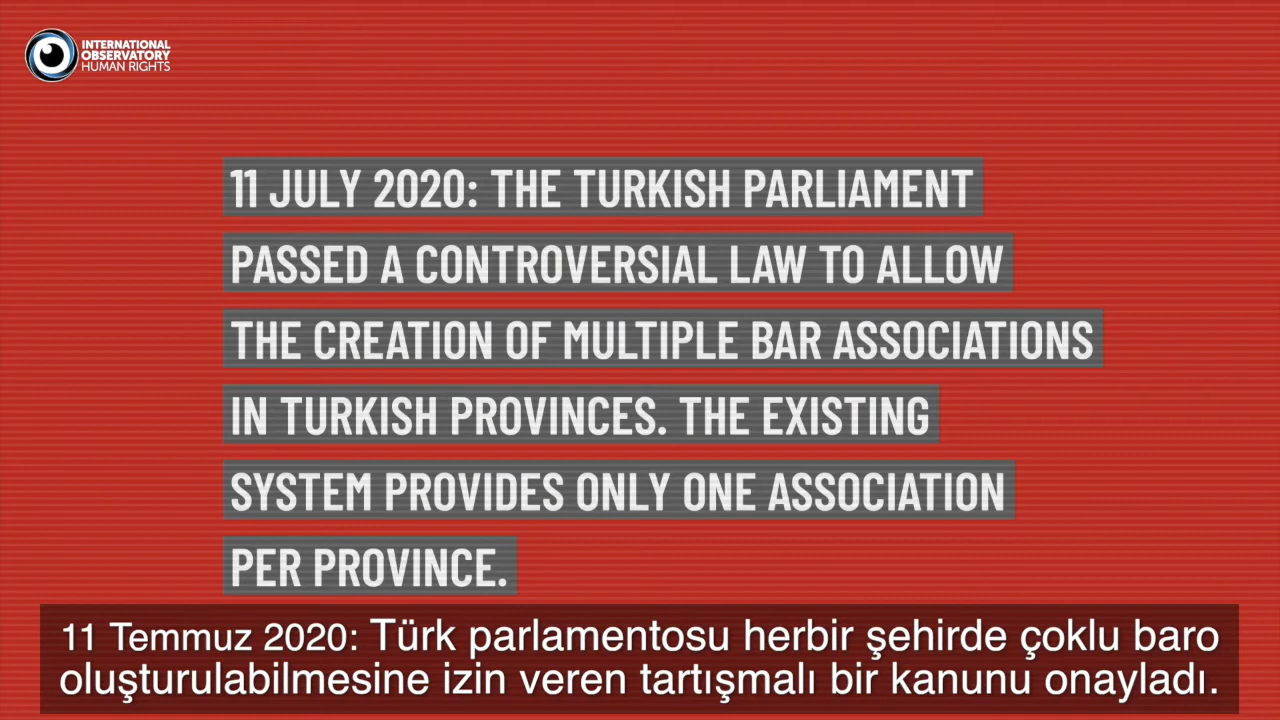 INTERNATIONAL
OBSERVATORY
HUMAN RIGHTS
11 JULY 2020: THE TURKISH PARLIAMENT
PASSED A CONTROVERSIAL LAW TO ALLOW
THE CREATION OF MULTIPLE BAR ASSOCIATIONS
IN TURKISH PROVINCES. THE EXISTING
SYSTEM PROVIDES ONLY ONE ASSOCIATION
PER PROVINCE.
11 Temmuz 2020: Türk parlamentosu herbir şehirde çoklu baro
oluşturulabilmesine izin veren tartışmalı bir kanunu onayladı.